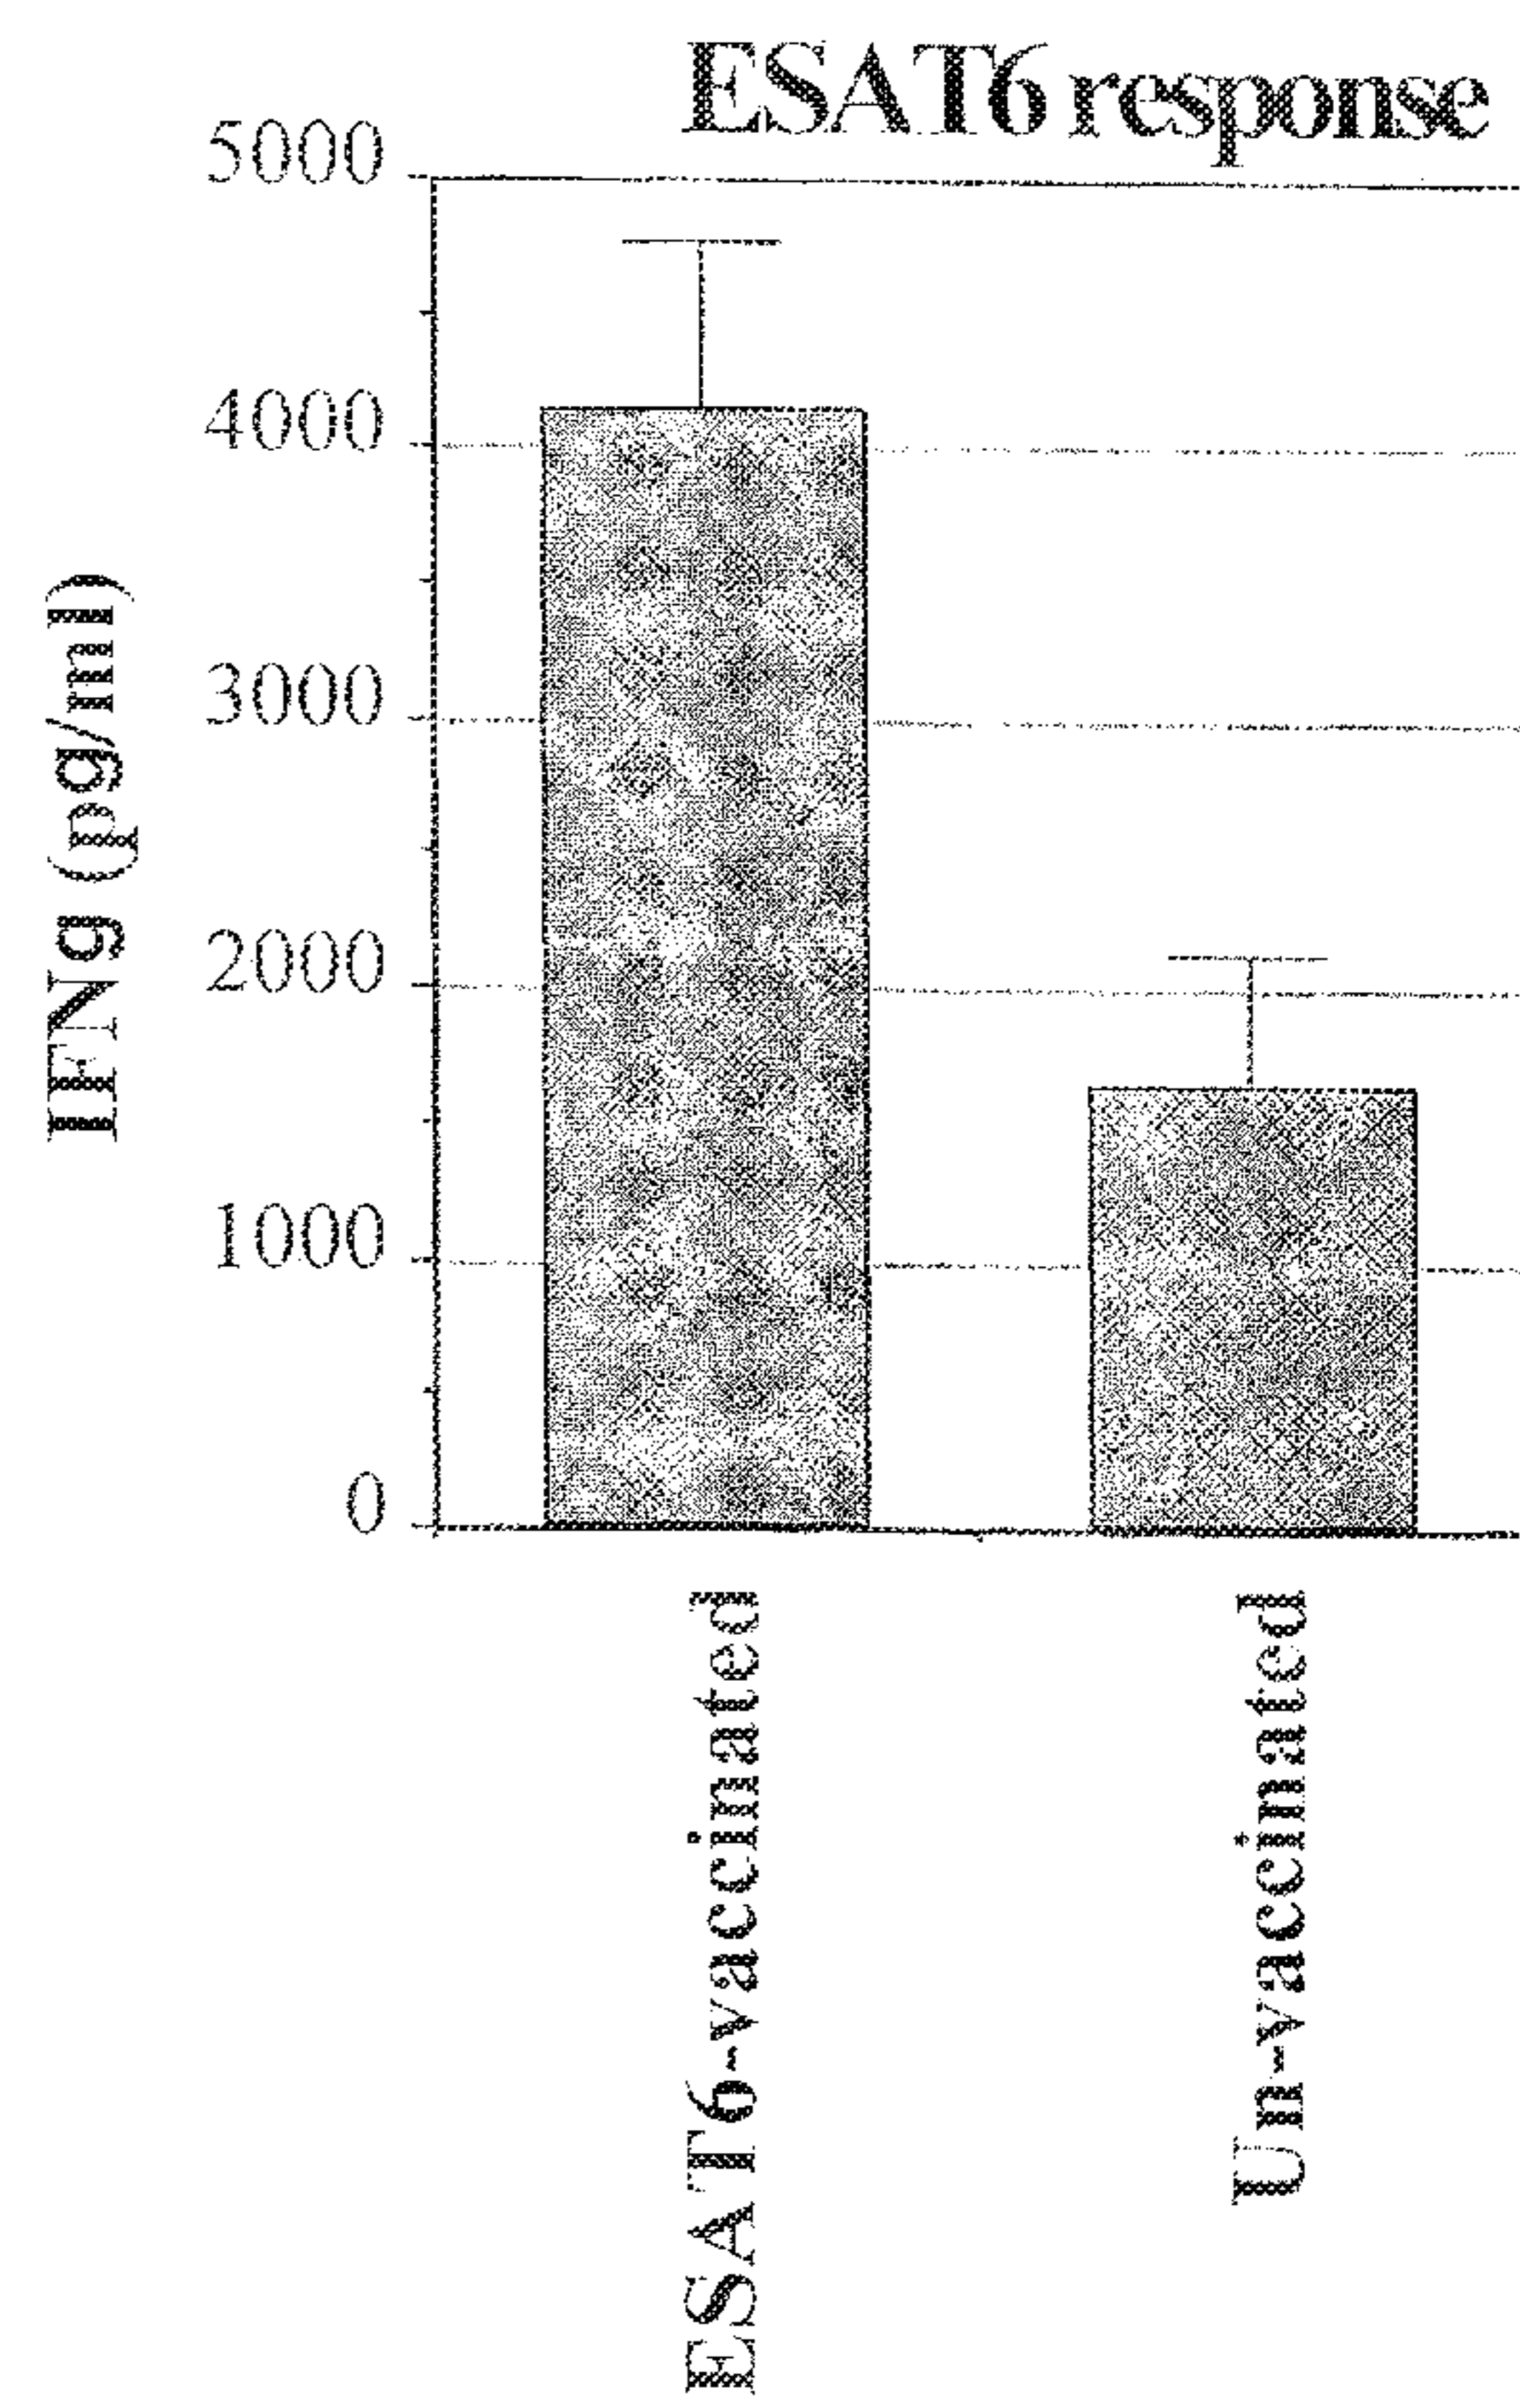 ESAT6 response
5000
4000
3000
2000
1000
0
IFNg (pg/ml)
ESAT6-vaccinated
Un-vaccinated